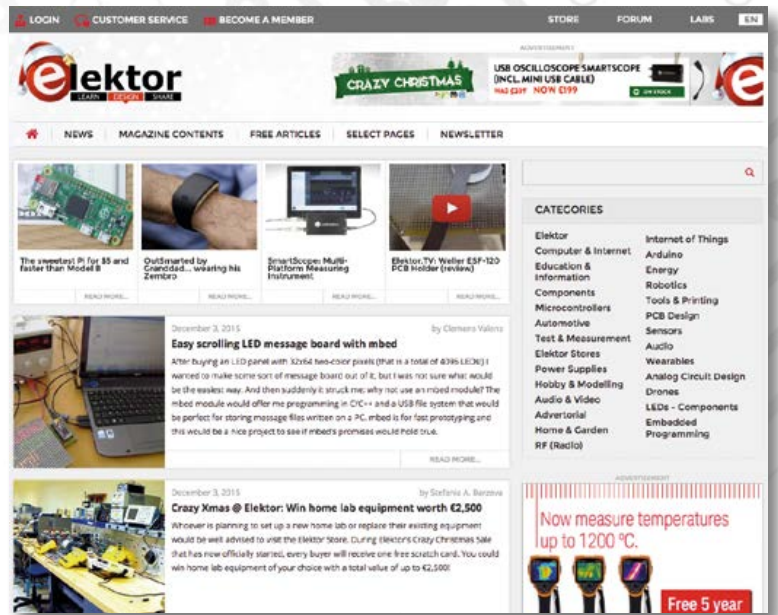 LOGIN CUSTOMER SERVICE BECOME A MEMBER STORE FORUM LABS EN
elektor
LEARN DESIGN SHARE
ADVERTISEMENT
CRAZY CHRISTMAS
USB OSCILLOSCOPE SMARTSCOPE
(INCL. MINI USB CABLE)
NOW £199
ON STOCK
NEWS MAGAZINE CONTENTS FREE ARTICLES SELECT PAGES NEWSLETTER
The sweetest Pi for $5 and
faster than Model B
READ MORE...
OutSmarted by
Granddad... wearing his
Zembro
READ MORE...
SmartScope: Multi-
Platform Measuring
Instrument
READ MORE...
Elektor.TV: Weller ESF-120
PCB Holder (review)
READ MORE...
December 3, 2015 by Clemens Valens
Easy scrolling LED message board with mbed
After buying an LED panel with 32x64 two-color pixels (that is a total of 4096 LEDs!) I
wanted to make some sort of message board out of it, but I was not sure what would
be the easiest way. And then suddenly it struck me: why not use an mbed module? The
mbed module would offer me programming in C/C++ and a USB file system that would
be perfect for storing message files written on a PC. mbed is for fast prototyping and
this would be a nice project to see if mbed's promises would hold true.
READ MORE...
December 3, 2015 by Stefanie A. Barzeva
Crazy Xmas @ Elektor: Win home lab equipment worth €2,500
Whoever is planning to set up a new home lab or replace their existing equipment
would be well advised to visit the Elektor Store. During Elektor's Crazy Christmas Sale
that has now officially started, every buyer will receive one free scratch card. You could
win home lab equipment of your choice with a total value of up to €2,500!
CATEGORIES
Elektor
Computer & Internet
Education &
Information
Components
Microcontrollers
Automotive
Test & Measurement
Elektor Stores
Power Supplies
Hobby & Modelling
Audio & Video
Advertorial
Home & Garden
RF (Radio)
Internet of Things
Arduino
Energy
Robotics
Tools & Printing
PCB Design
Sensors
Audio
Wearables
Analog Circuit Design
Drones
LEDs - Components
Embedded
Programming
ADVERTISEMENT
Now measure temperatures
up to 1200 °C.
Free 5 year